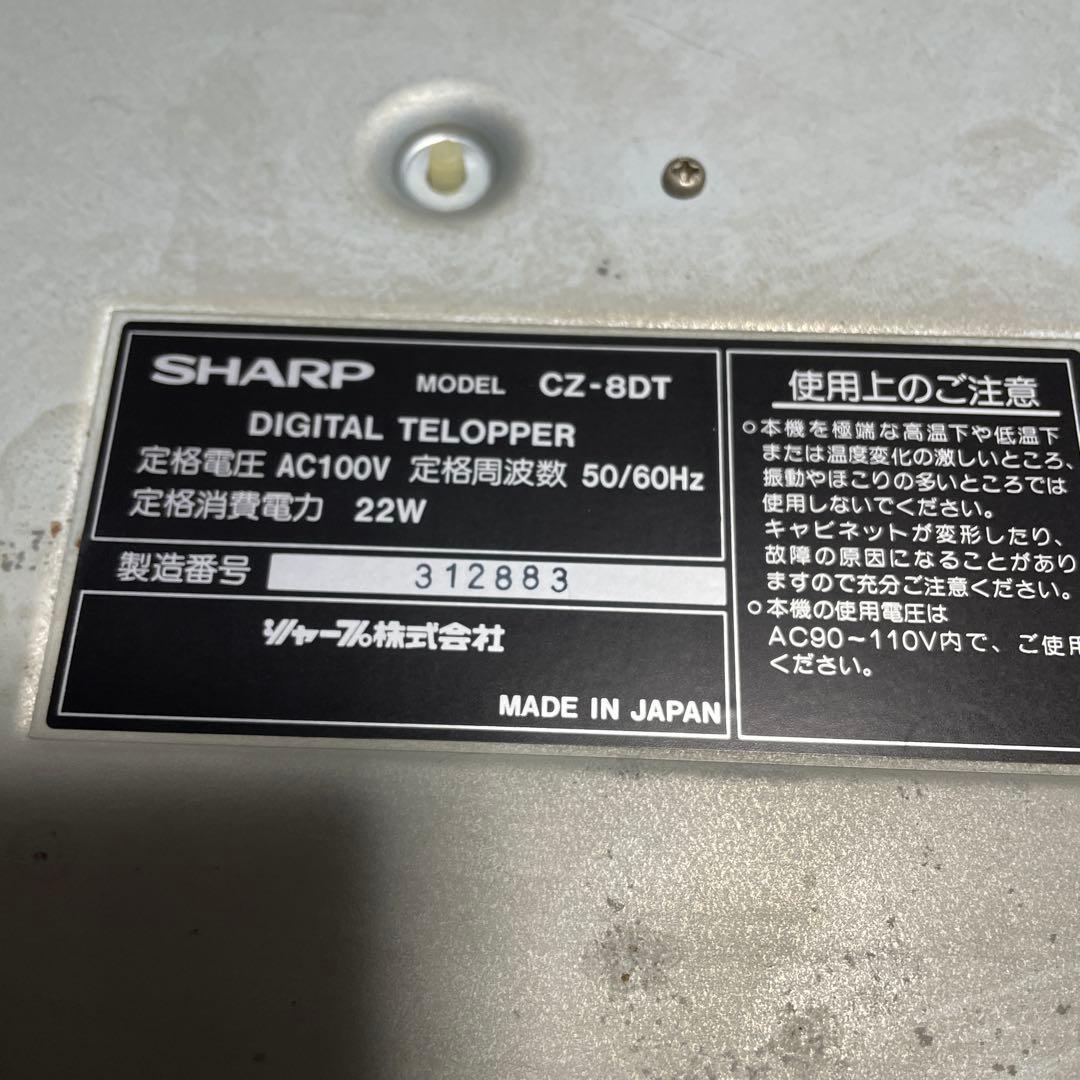 SHARP MODEL CZ-8DT
DIGITAL TELOPPER
定格電圧 AC100V 定格周波数 50/60Hz
定格消費電力 22W
製造番号 312883
シャープ株式会社
MADE IN JAPAN
使用上のご注意
○本機を極端な高温下や低温下
または温度変化の激しいところ、
振動やほこりの多いところでは
使用しないでください。
キャビネットが変形したり、
故障の原因になることがあり
ますので充分ご注意ください。
○本機の使用電圧は
AC90～110V内で、ご使用
ください。